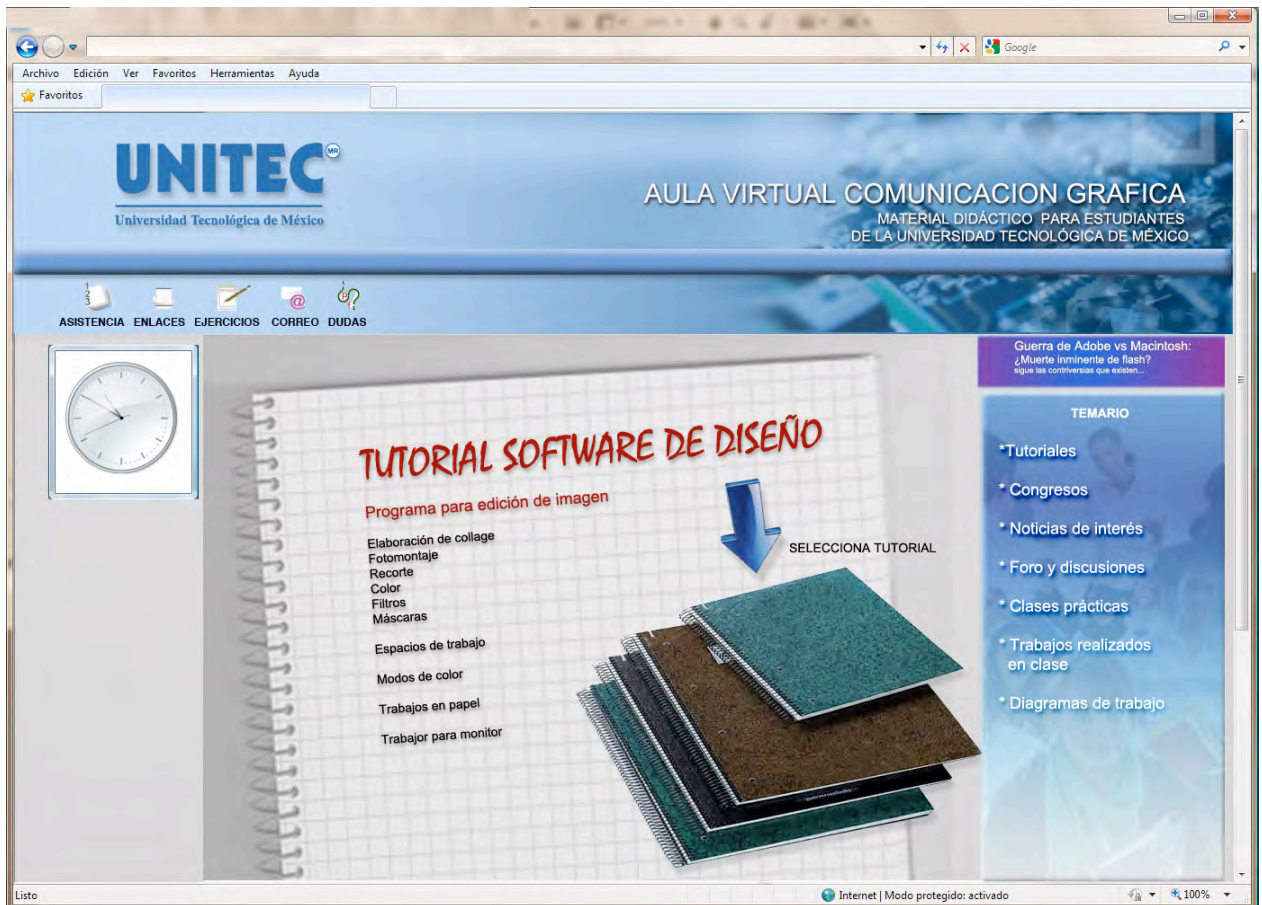 Google
Archivo Edición Ver Favoritos Herramientas Ayuda
Favoritos
UNITEC MR
Universidad Tecnológica de México
AULA VIRTUAL COMUNICACION GRAFICA
MATERIAL DIDÁCTICO PARA ESTUDIANTES
DE LA UNIVERSIDAD TECNOLÓGICA DE MÉXICO
1
2
3
@
¿P?
ASISTENCIA ENLACES EJERCICIOS CORREO DUDAS
Guerra de Adobe vs Macintosh:
¿Muerte inminente de flash?
sigue las contriversias que existen...
TUTORIAL SOFTWARE DE DISEÑO
Programa para edición de imagen
Elaboración de collage
Fotomontaje
Recorte
Color
Filtros
Máscaras
Espacios de trabajo
Modos de color
Trabajos en papel
Trabajor para monitor
SELECCIONA TUTORIAL
TEMARIO
*Tutoriales
* Congresos
* Noticias de interés
* Foro y discusiones
* Clases prácticas
* Trabajos realizados
en clase
* Diagramas de trabajo
Listo
Internet | Modo protegido: activado
100%